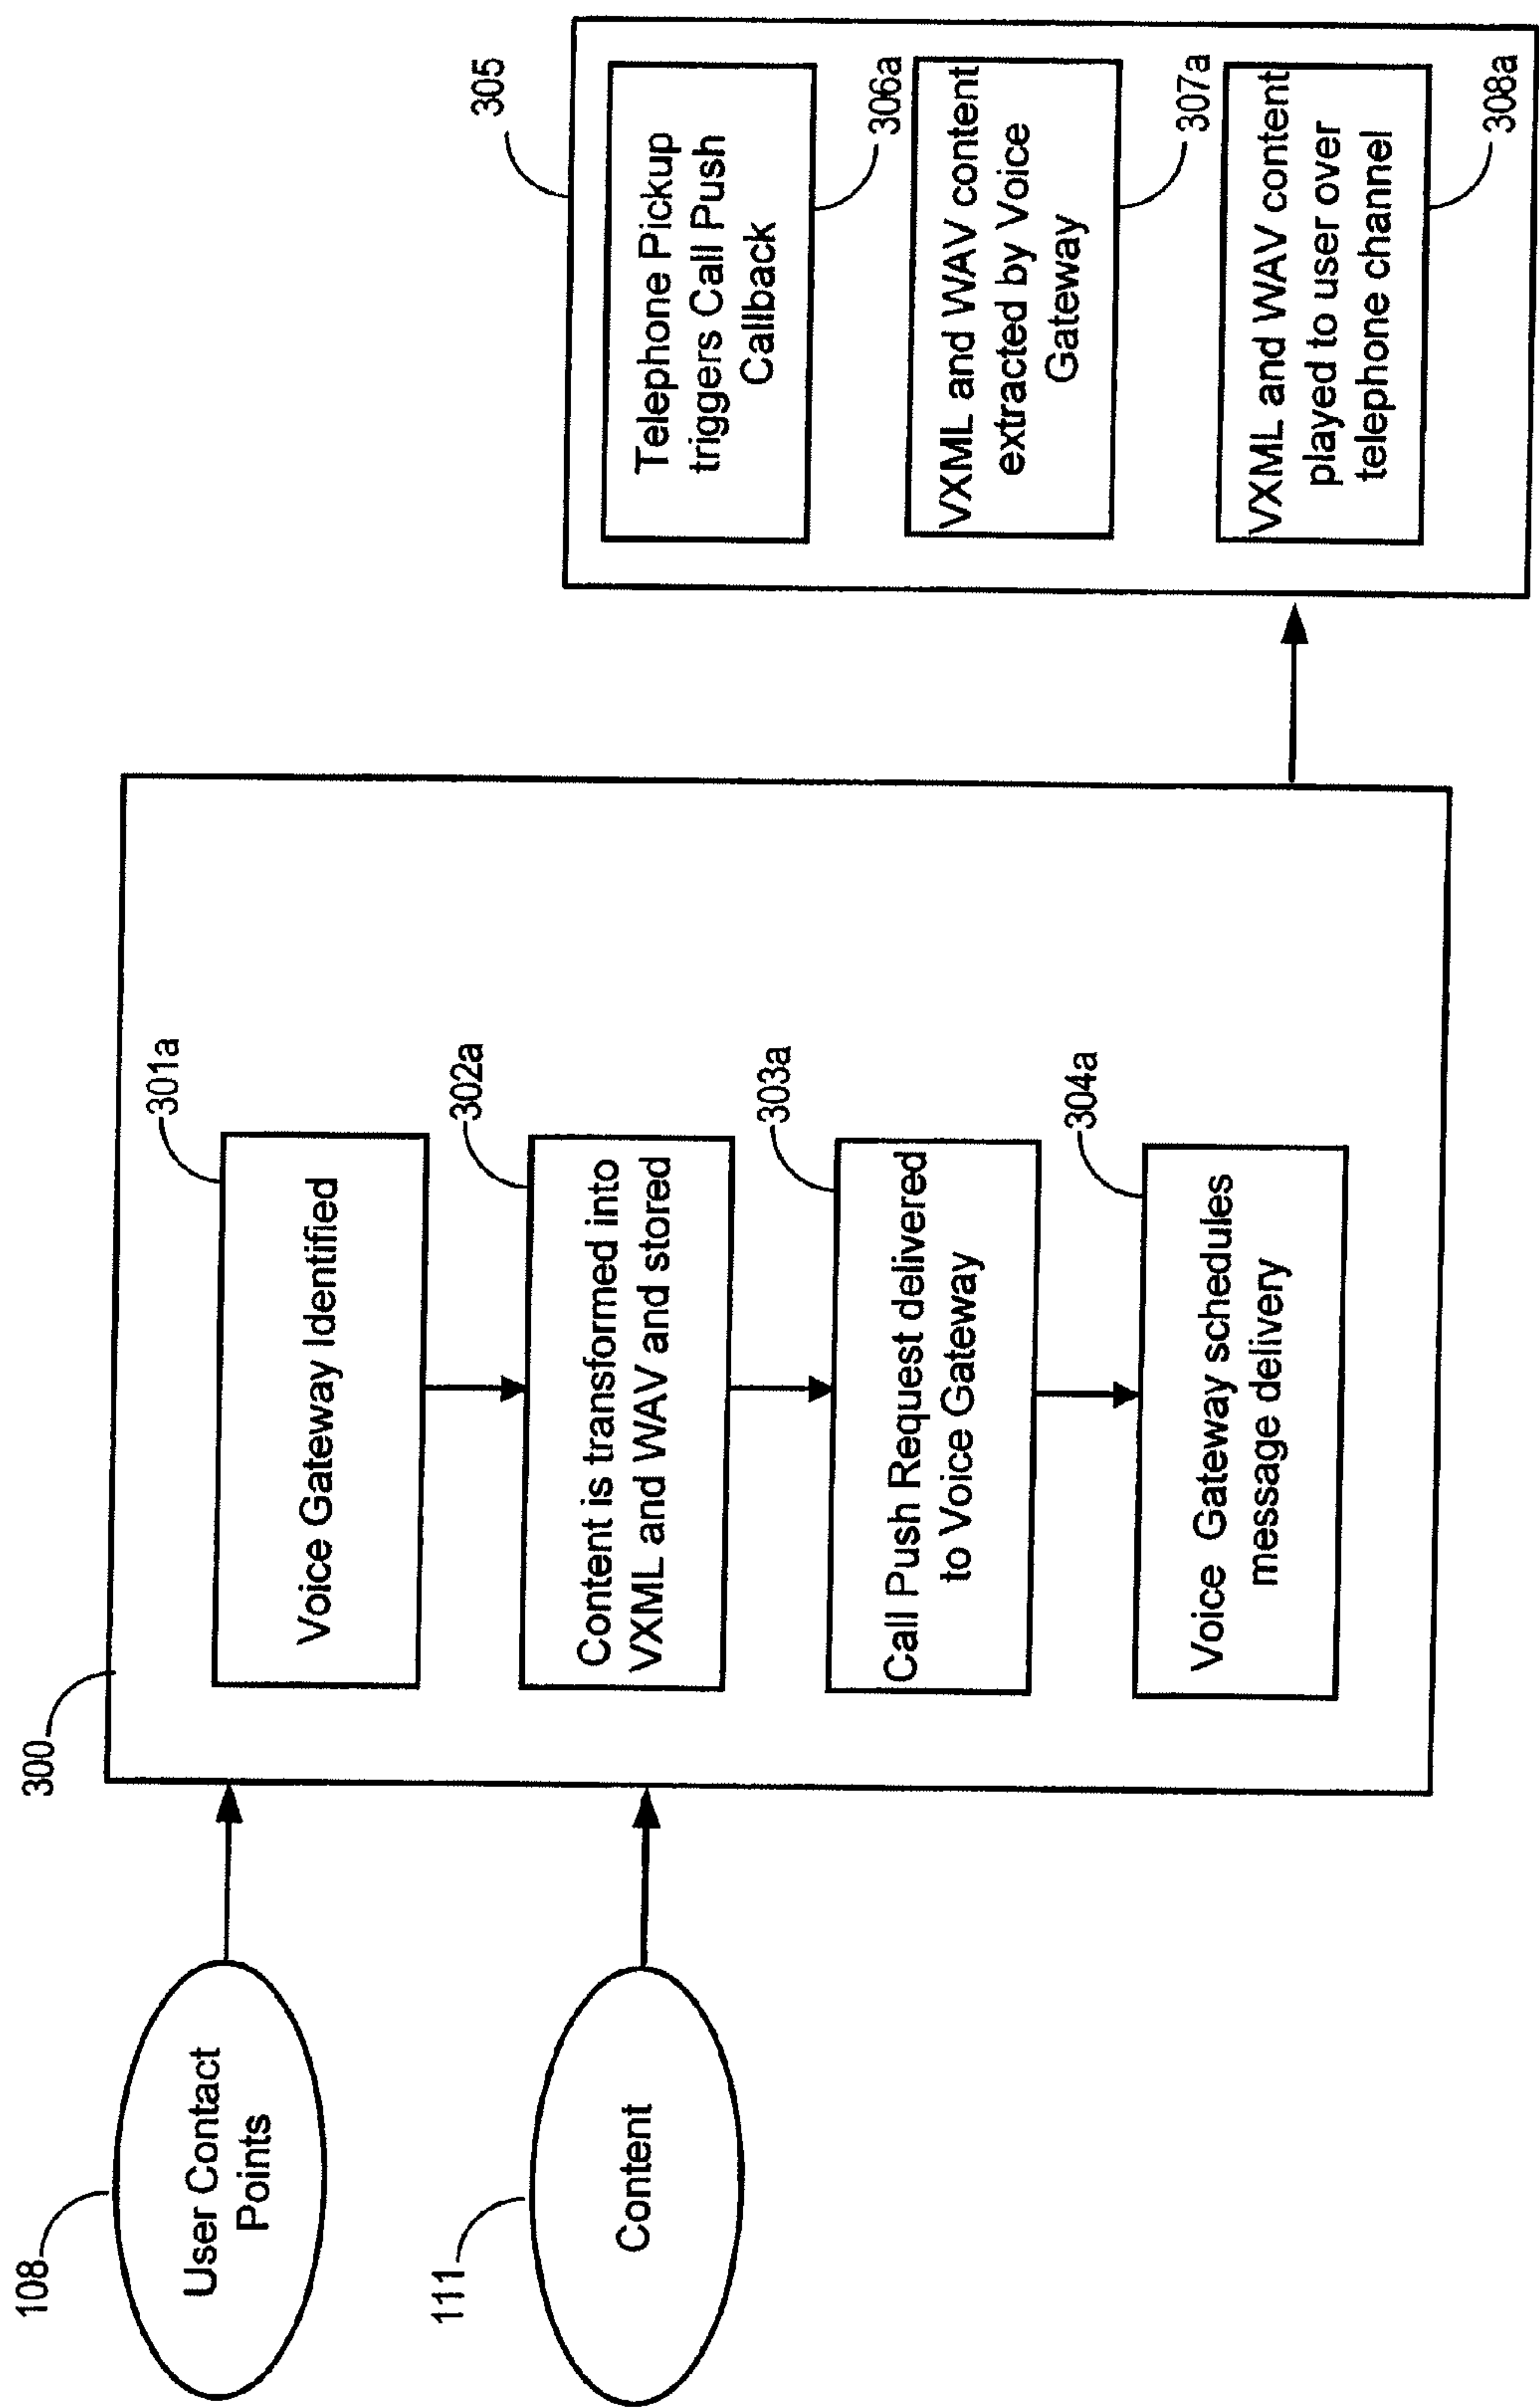 108
User Contact
Points
111
Content
300
301a
Voice Gateway Identified
302a
Content is transformed into
VXML and WAV and stored
303a
Call Push Request delivered
to Voice Gateway
304a
Voice Gateway schedules
message delivery
305
Telephone Pickup
triggers Call Push
Callback
306a
VXML and WAV content
extracted by Voice
Gateway
307a
VXML and WAV content
played to user over
telephone channel
308a